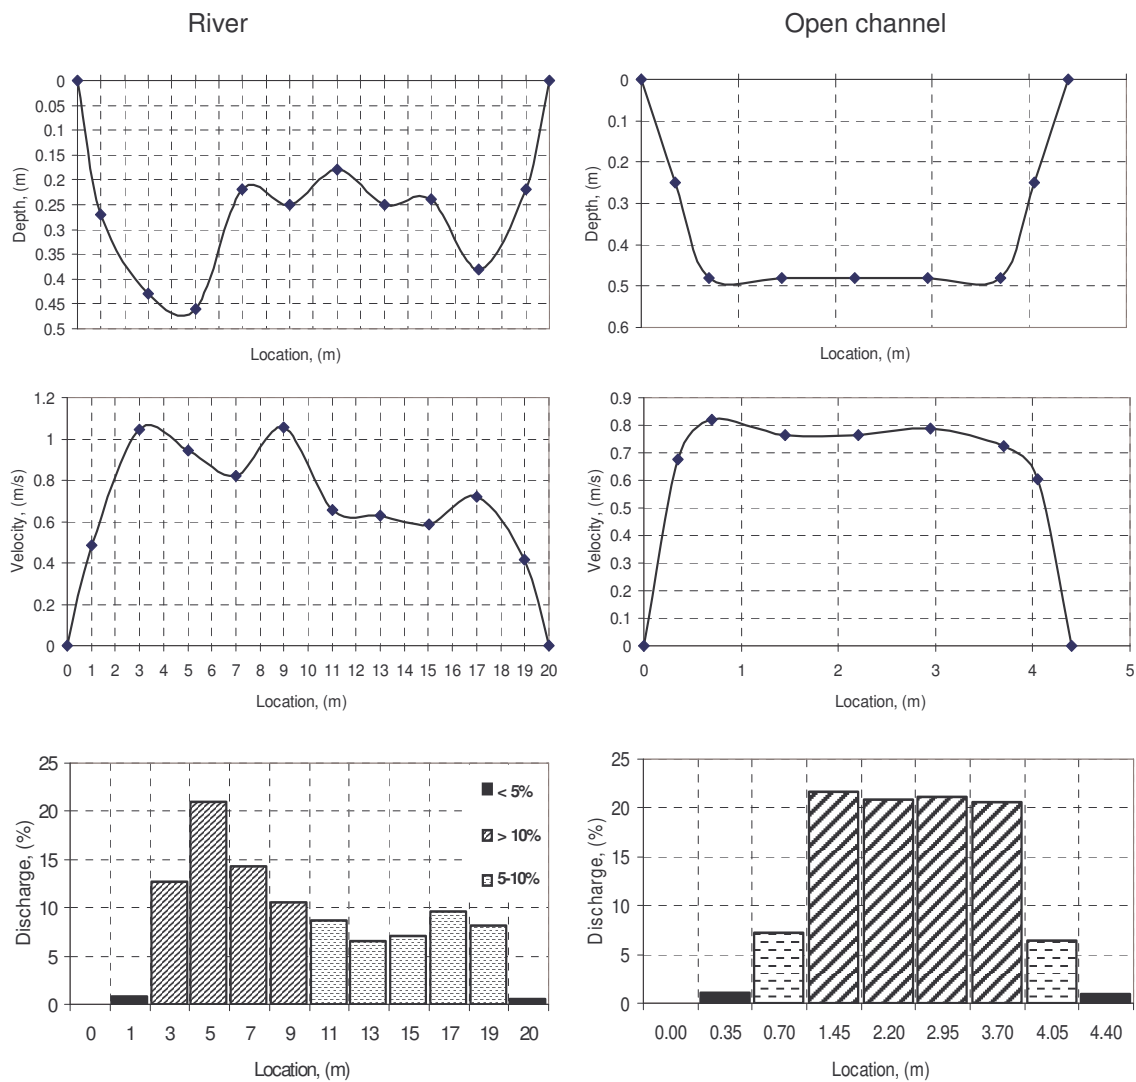 River
Open channel
0
0.05
0.1
0.15
0.2
0.25
0.3
0.35
0.4
0.45
0.5
Depth, (m)
Location, (m)
0
0.1
0.2
0.3
0.4
0.5
0.6
Depth, (m)
Location, (m)
1.2
1
0.8
0.6
0.4
0.2
0
Velocity, (m/s)
0 1 2 3 4 5 6 7 8 9 10 11 12 13 14 15 16 17 18 19 20
Location, (m)
0.9
0.8
0.7
0.6
0.5
0.4
0.3
0.2
0.1
0
Velocity, (m/s)
0 1 2 3 4 5
Location, (m)
25
20
15
10
5
0
Discharge, (%)
< 5%
> 10%
5-10%
0 1 3 5 7 9 11 13 15 17 19 20
Location, (m)
25
20
15
10
5
0
Discharge, (%)
0.00 0.35 0.70 1.45 2.20 2.95 3.70 4.05 4.40
Location, (m)